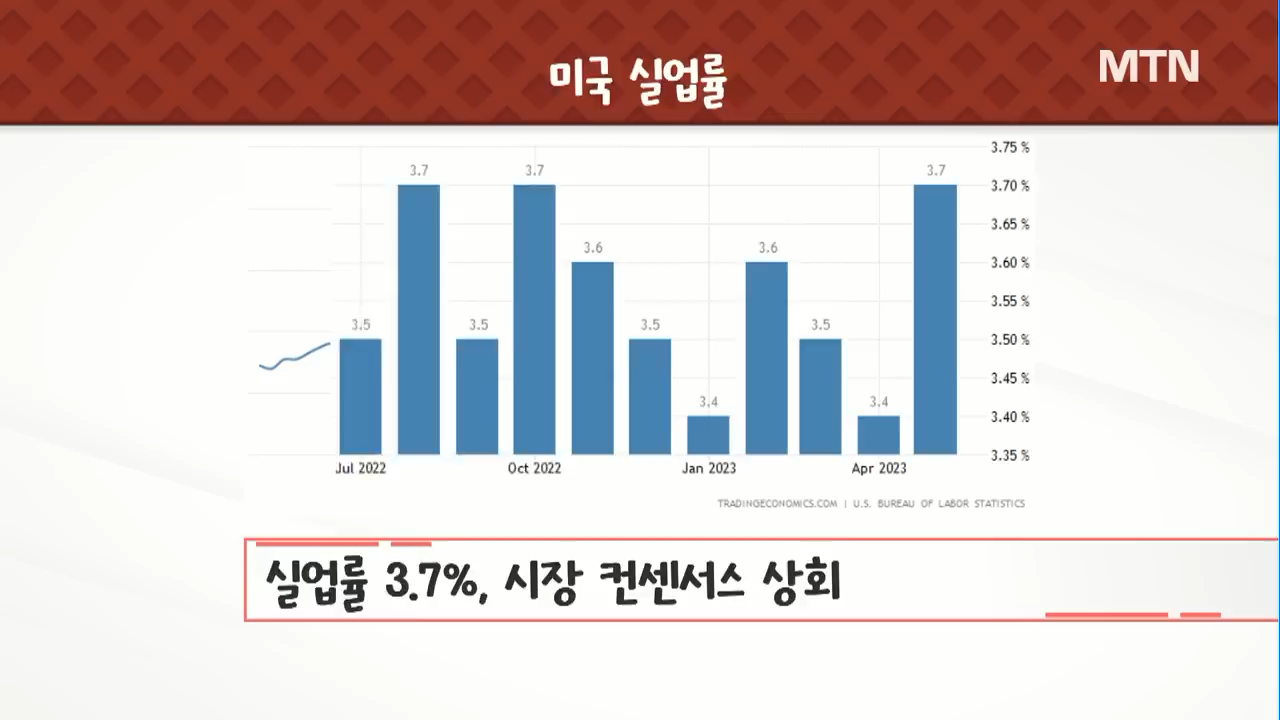 미국 실업률
MTN
3.75 %
3.7 3.7 3.7
3.70 %
3.65 %
3.6 3.6
3.60 %
3.55 %
3.5 3.5 3.5 3.5
3.50 %
3.45 %
3.4 3.4
3.40 %
3.35 %
Jul 2022 Oct 2022 Jan 2023 Apr 2023
TRADINGECONOMICS.COM | U.S. BUREAU OF LABOR STATISTICS
실업률 3.7%, 시장 컨센서스 상회